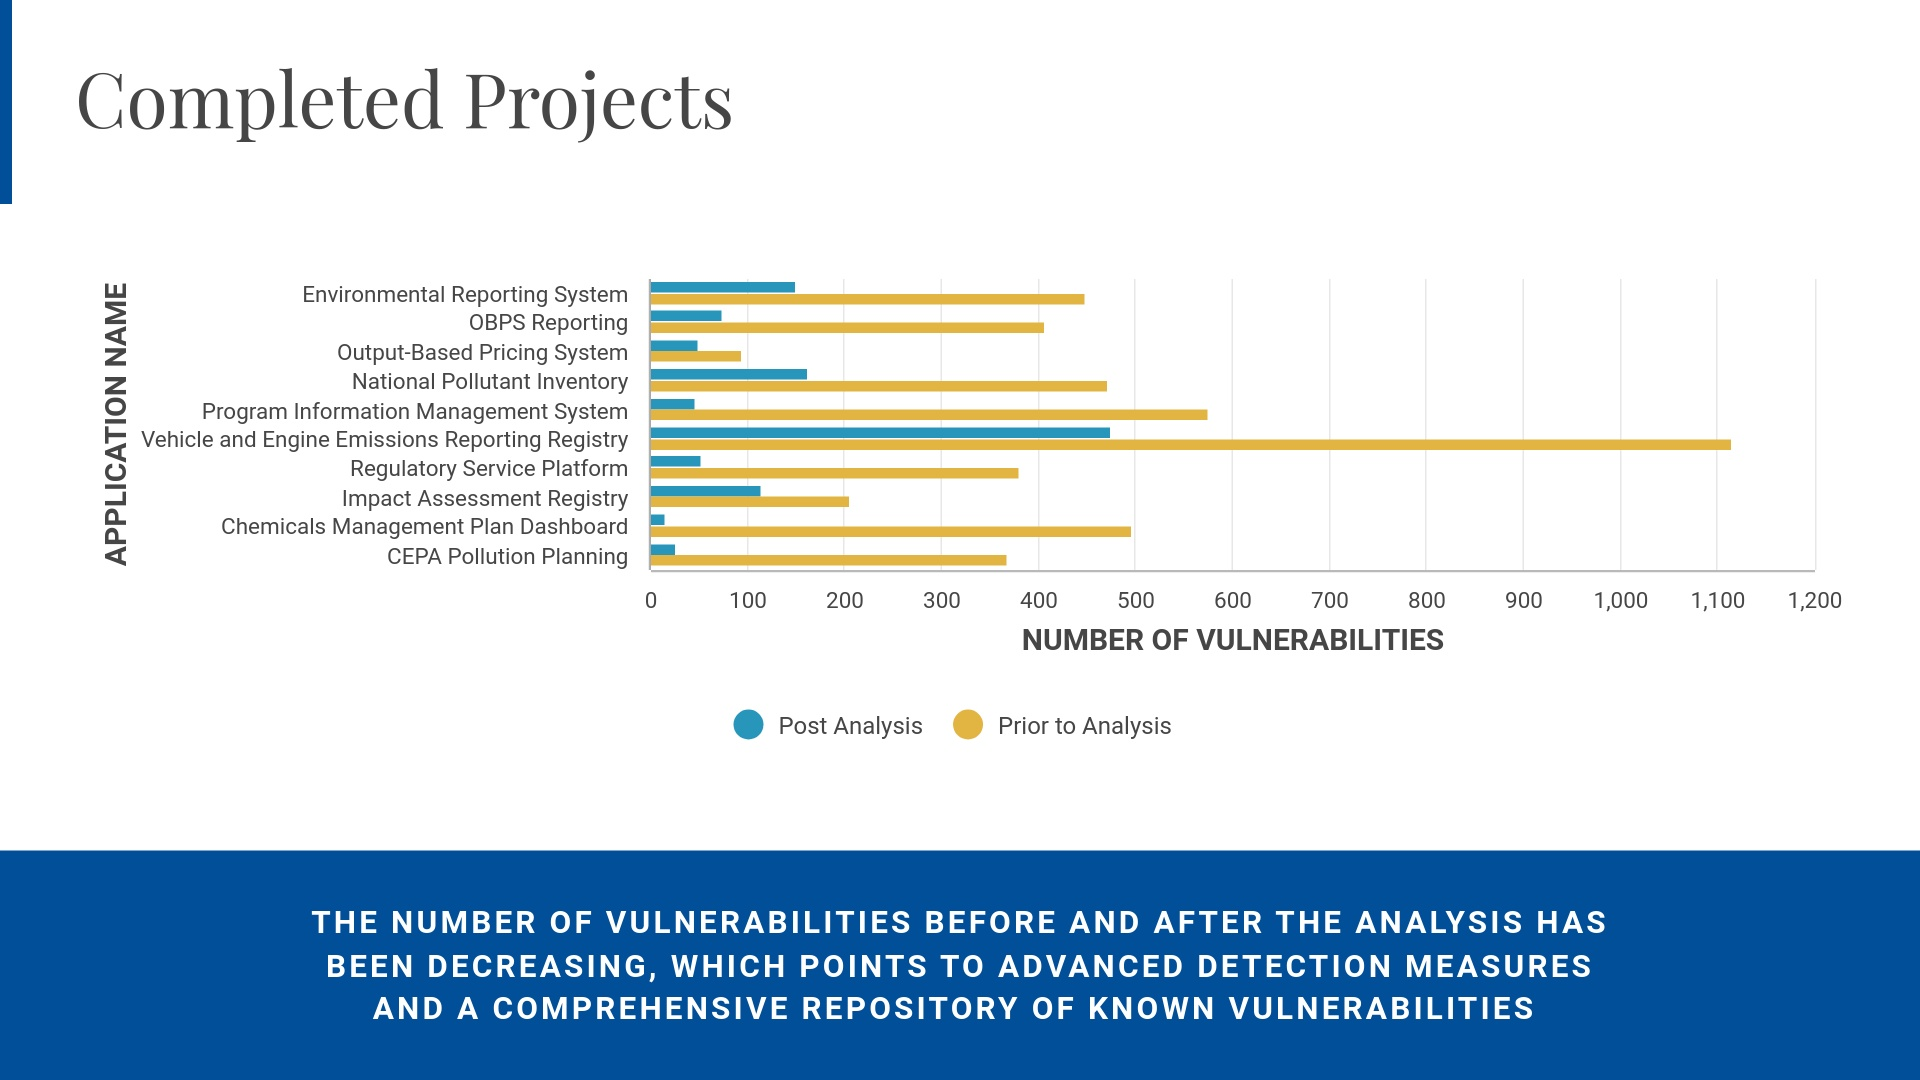 Completed Projects
APPLICATION NAME
Environmental Reporting System
OBPS Reporting
Output-Based Pricing System
National Pollutant Inventory
Program Information Management System
Vehicle and Engine Emissions Reporting Registry
Regulatory Service Platform
Impact Assessment Registry
Chemicals Management Plan Dashboard
CEPA Pollution Planning
0 100 200 300 400 500 600 700 800 900 1,000 1,100 1,200
NUMBER OF VULNERABILITIES
Post Analysis Prior to Analysis
THE NUMBER OF VULNERABILITIES BEFORE AND AFTER THE ANALYSIS HAS
BEEN DECREASING, WHICH POINTS TO ADVANCED DETECTION MEASURES
AND A COMPREHENSIVE REPOSITORY OF KNOWN VULNERABILITIES